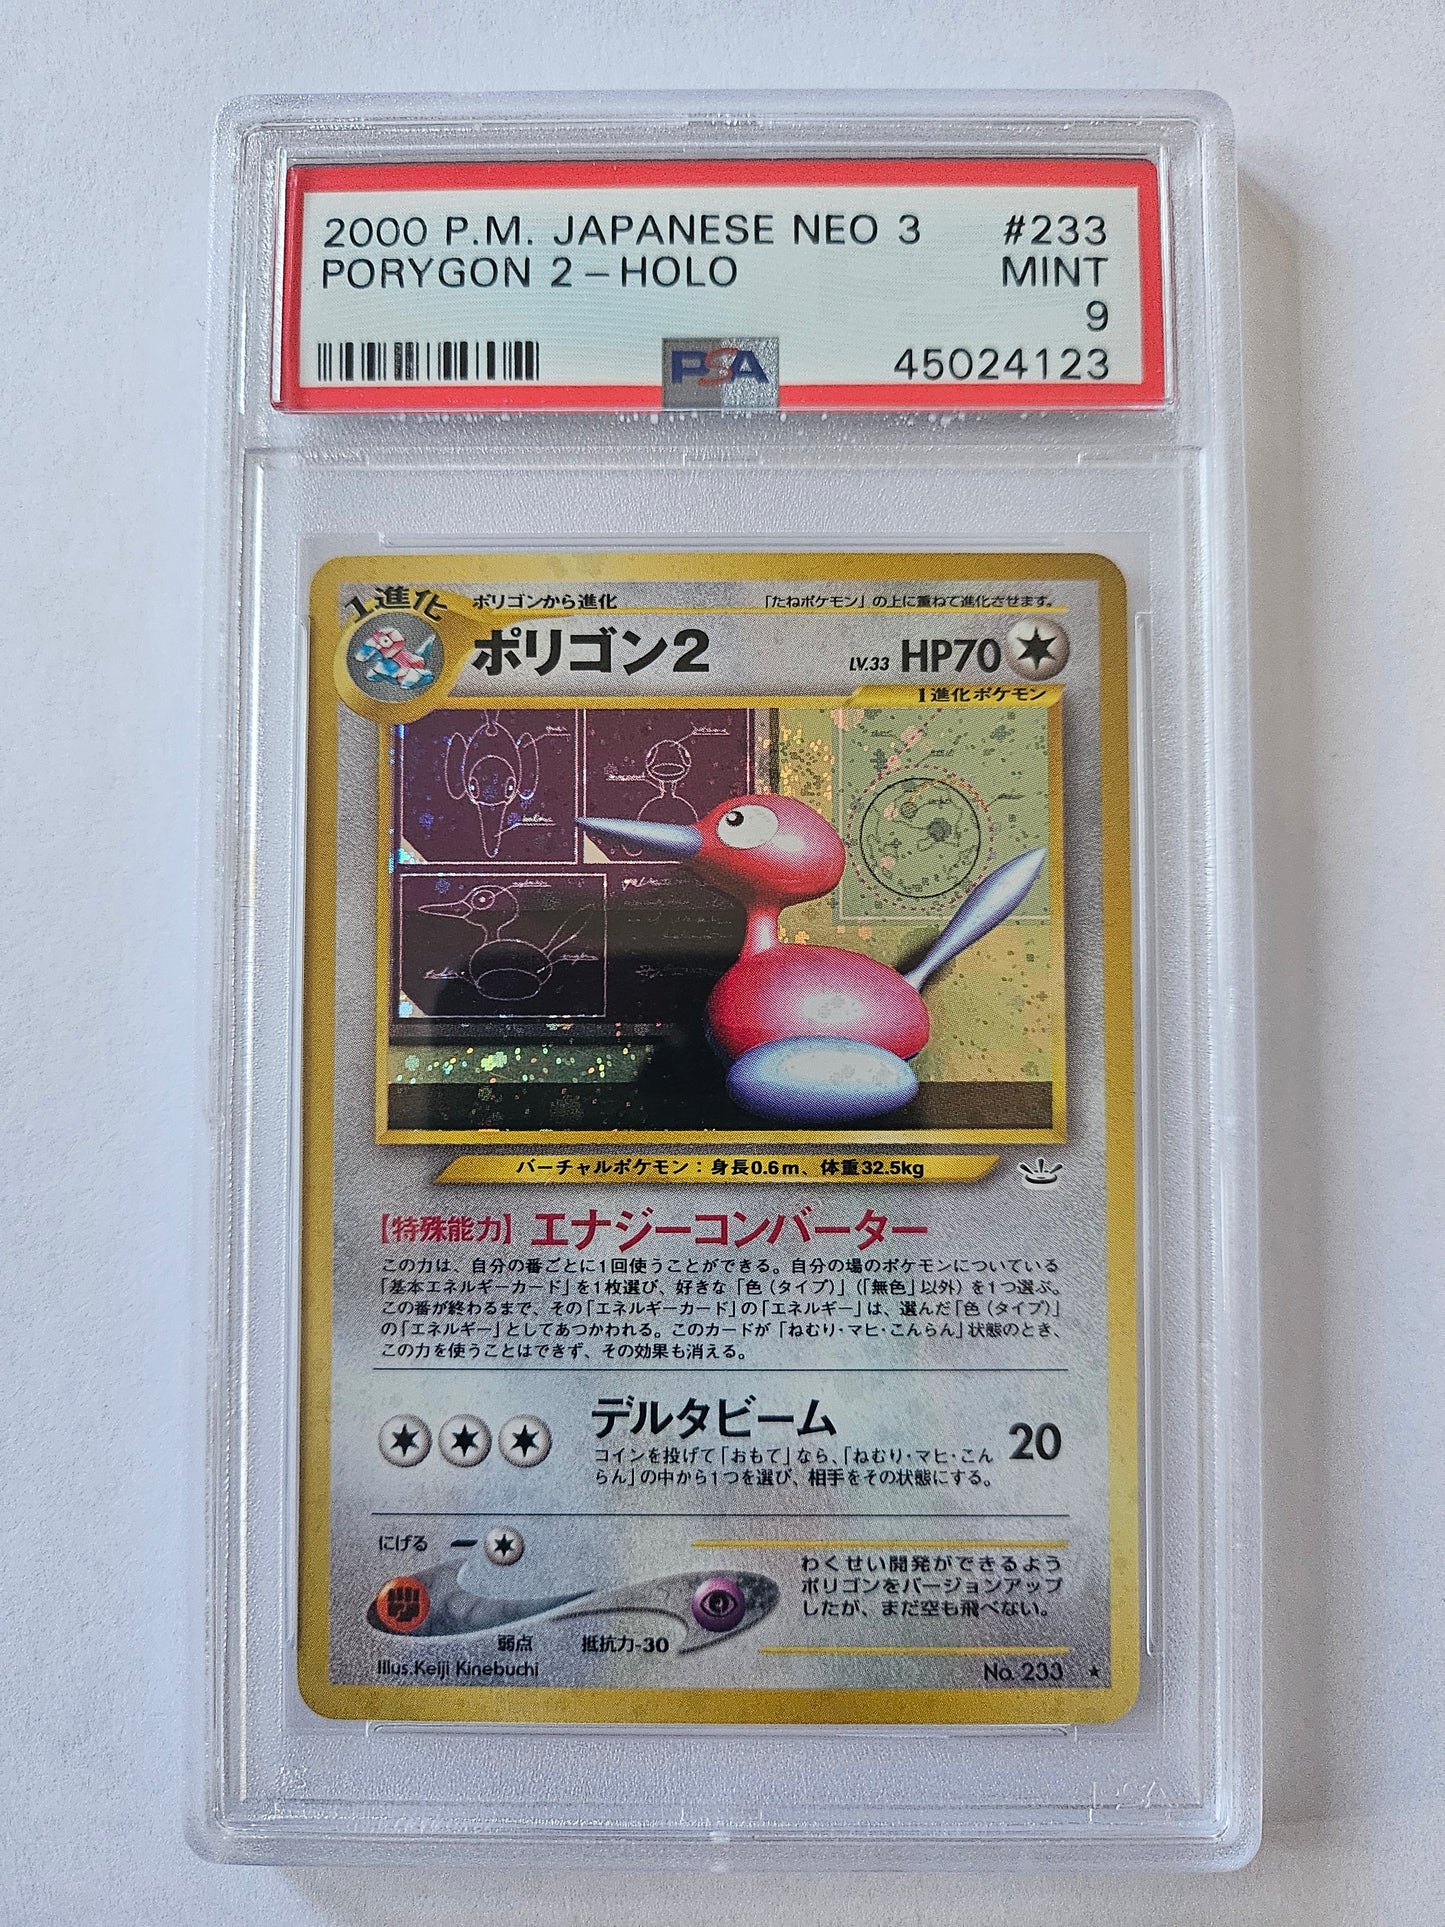 2000 P.M. JAPANESE NEO 3 #233
PORYGON 2 - HOLO MINT
9
PSA 45024123
1進化 ポリゴンから進化 「たねポケモン」の上に重ねて進化させます。
ポリゴン2 LV.33 HP70
1進化ポケモン
バーチャルポケモン:身長0.6m、体重32.5kg
【特殊能力】エナジーコンバーター
この力は、自分の番ごとに1回使うことができる。自分の場のポケモンについている
「基本エネルギーカード」を1枚選び、好きな「色(タイプ)」(「無色」以外)を1つ選ぶ。
この番が終わるまで、その「エネルギーカード」の「エネルギー」は、選んだ「色(タイプ)」
の「エネルギー」としてあつかわれる。このカードが「ねむり・マヒ・こんらん」状態のとき、
この力を使うことはできず、その効果も消える。
デルタビーム 20
コインを投げて「おもて」なら、「ねむり・マヒ・こん
らん」の中から1つを選び、相手をその状態にする。
にげる
わくせい開発ができるよう
ポリゴンをバージョンアップ
したが、まだ空も飛べない。
弱点 抵抗力-30
Illus.Keiji Kinebuchi No.233